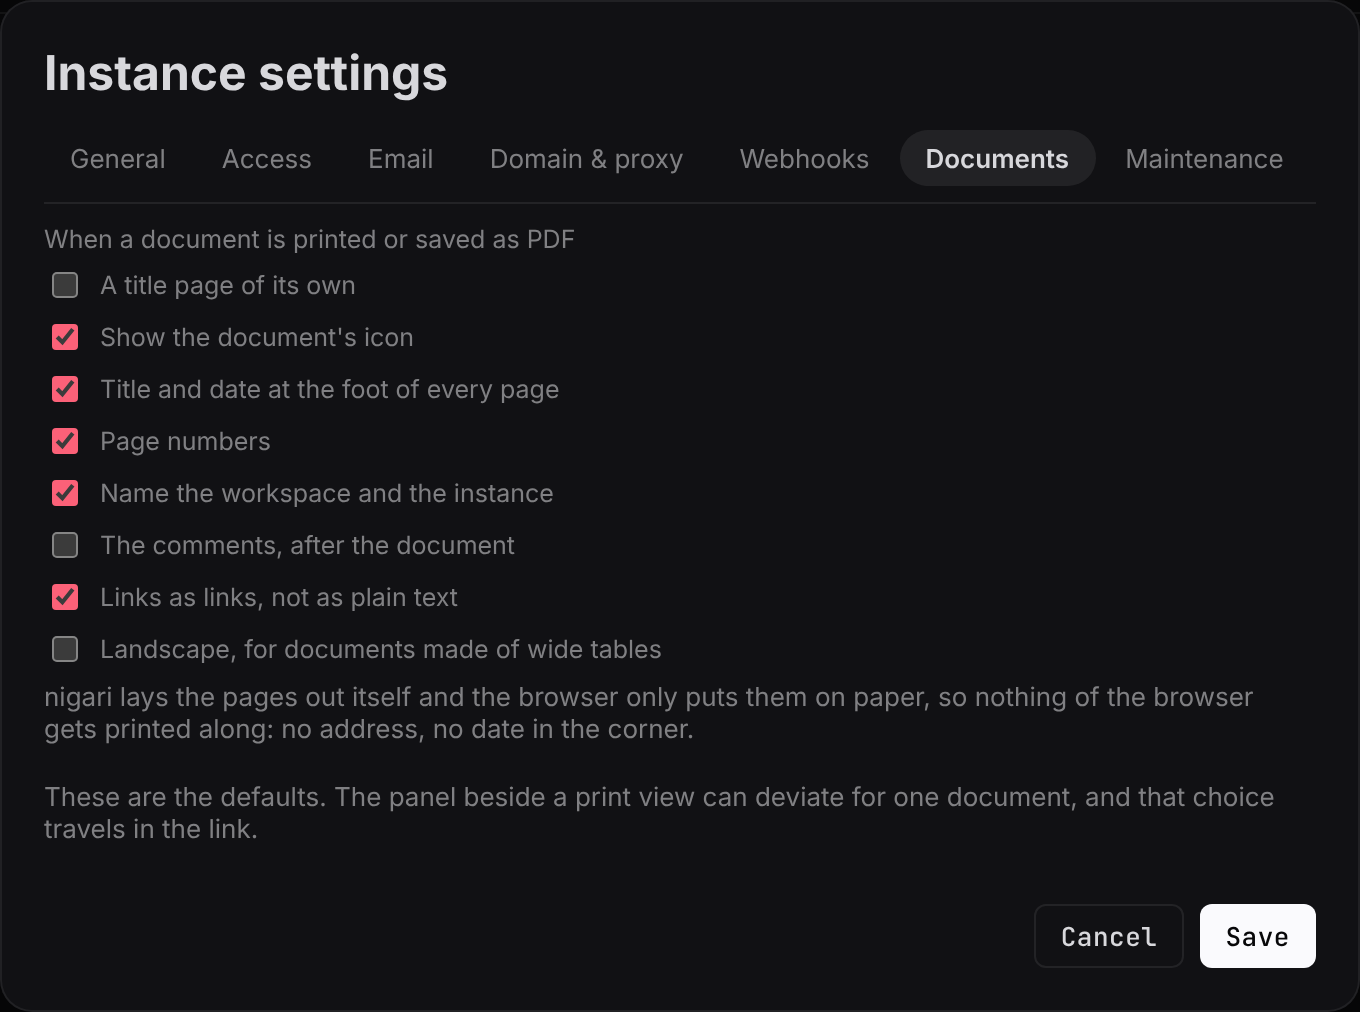 Instance settings
General Access Email Domain & proxy Webhooks Documents Maintenance
When a document is printed or saved as PDF
A title page of its own
Show the document's icon
Title and date at the foot of every page
Page numbers
Name the workspace and the instance
The comments, after the document
Links as links, not as plain text
Landscape, for documents made of wide tables
nigari lays the pages out itself and the browser only puts them on paper, so nothing of the browser
gets printed along: no address, no date in the corner.
These are the defaults. The panel beside a print view can deviate for one document, and that choice
travels in the link.
Cancel Save